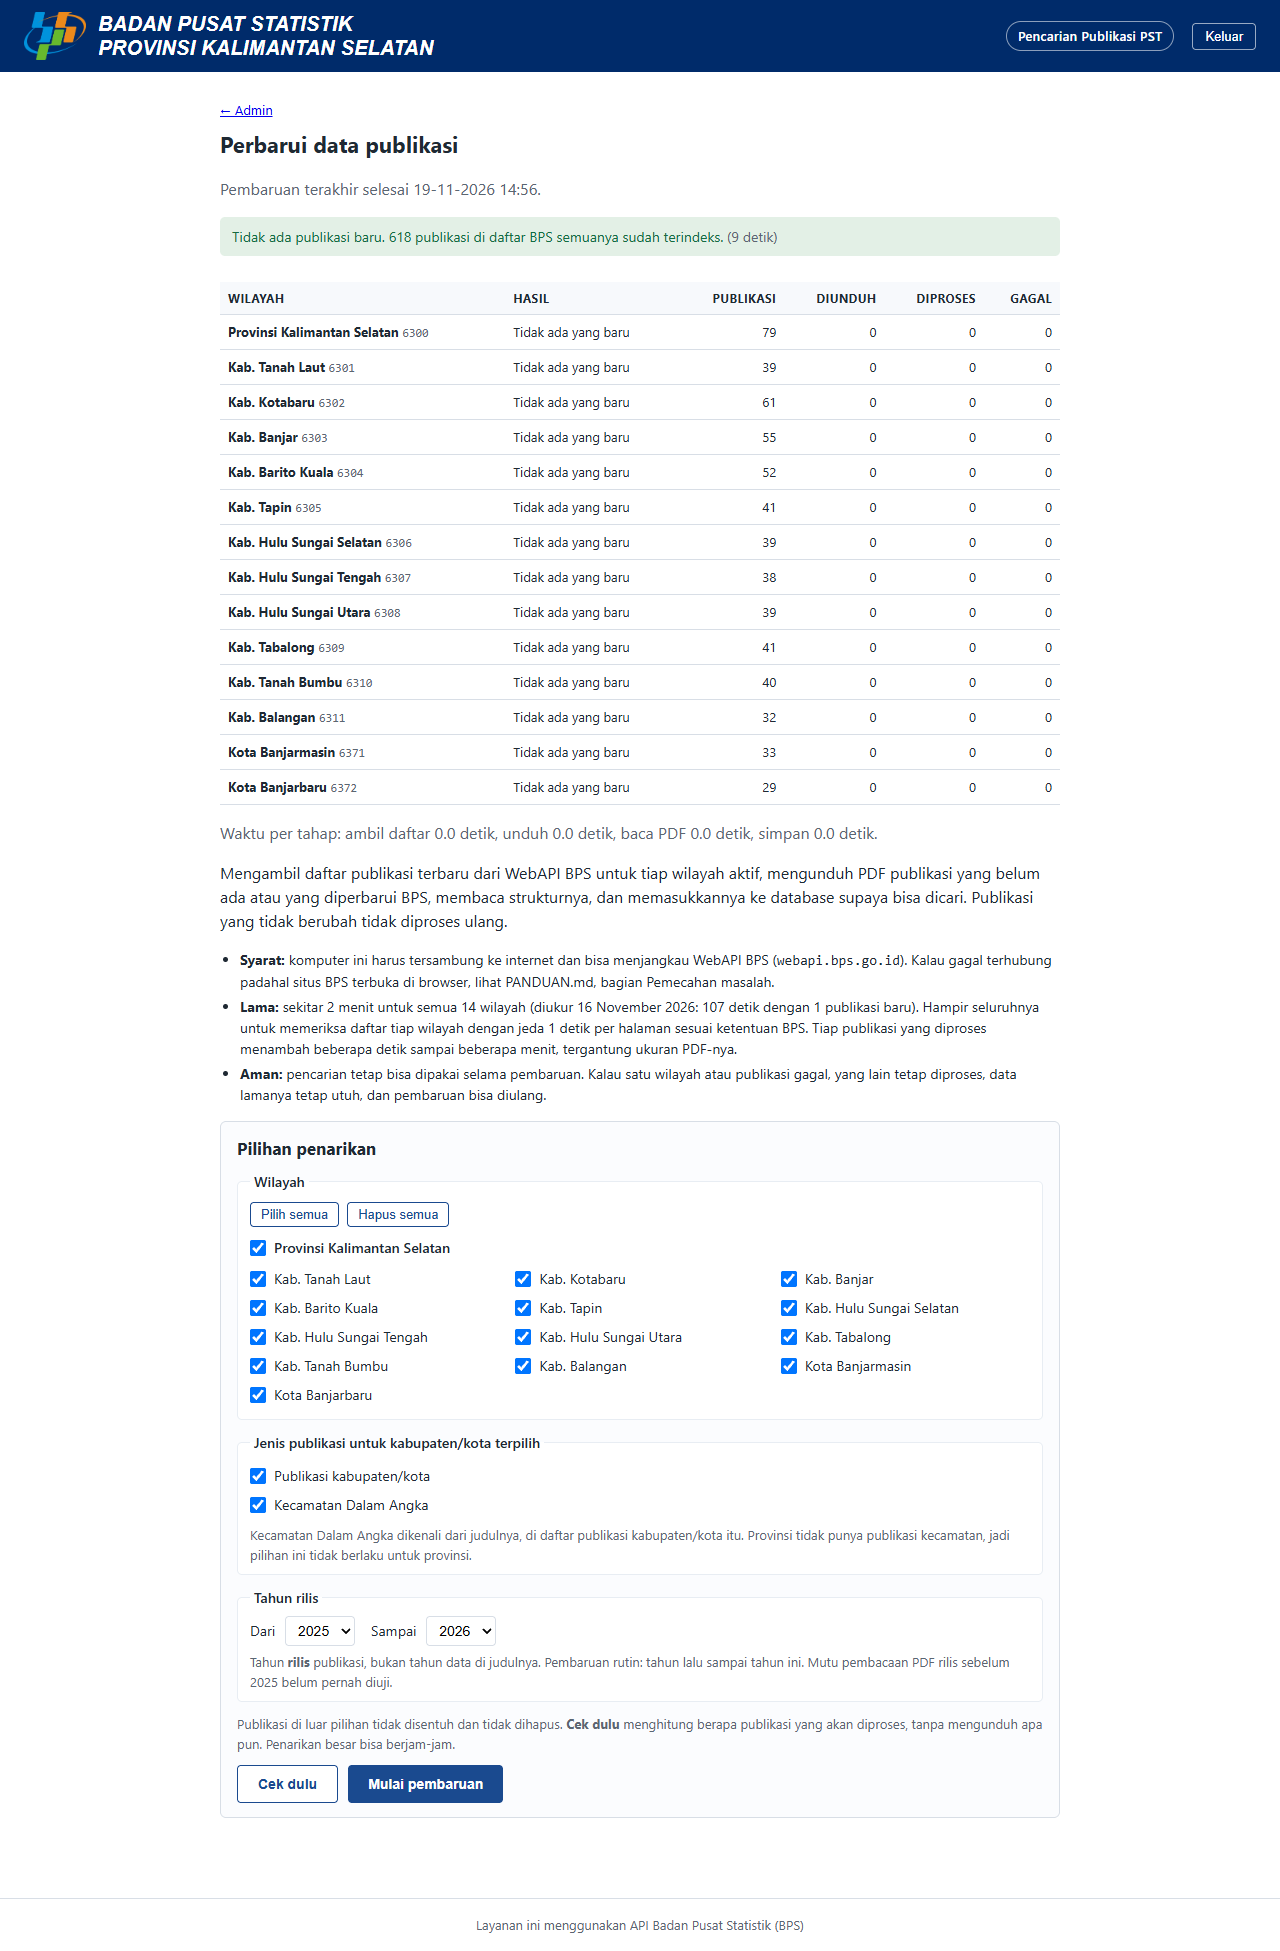 BADAN PUSAT STATISTIK
PROVINSI KALIMANTAN SELATAN
Pencarian Publikasi PST
Keluar
← Admin
Perbarui data publikasi
Pembaruan terakhir selesai 19-11-2026 14:56.
Tidak ada publikasi baru. 618 publikasi di daftar BPS semuanya sudah terindeks. (9 detik)
WILAYAH HASIL PUBLIKASI DIUNDUH DIPROSES GAGAL
Provinsi Kalimantan Selatan 6300 Tidak ada yang baru 79 0 0 0
Kab. Tanah Laut 6301 Tidak ada yang baru 39 0 0 0
Kab. Kotabaru 6302 Tidak ada yang baru 61 0 0 0
Kab. Banjar 6303 Tidak ada yang baru 55 0 0 0
Kab. Barito Kuala 6304 Tidak ada yang baru 52 0 0 0
Kab. Tapin 6305 Tidak ada yang baru 41 0 0 0
Kab. Hulu Sungai Selatan 6306 Tidak ada yang baru 39 0 0 0
Kab. Hulu Sungai Tengah 6307 Tidak ada yang baru 38 0 0 0
Kab. Hulu Sungai Utara 6308 Tidak ada yang baru 39 0 0 0
Kab. Tabalong 6309 Tidak ada yang baru 41 0 0 0
Kab. Tanah Bumbu 6310 Tidak ada yang baru 40 0 0 0
Kab. Balangan 6311 Tidak ada yang baru 32 0 0 0
Kota Banjarmasin 6371 Tidak ada yang baru 33 0 0 0
Kota Banjarbaru 6372 Tidak ada yang baru 29 0 0 0
Waktu per tahap: ambil daftar 0.0 detik, unduh 0.0 detik, baca PDF 0.0 detik, simpan 0.0 detik.
Mengambil daftar publikasi terbaru dari WebAPI BPS untuk tiap wilayah aktif, mengunduh PDF publikasi yang belum
ada atau yang diperbarui BPS, membaca strukturnya, dan memasukkannya ke database supaya bisa dicari. Publikasi
yang tidak berubah tidak diproses ulang.
• Syarat: komputer ini harus tersambung ke internet dan bisa menjangkau WebAPI BPS (webapi.bps.go.id). Kalau gagal terhubung
padahal situs BPS terbuka di browser, lihat PANDUAN.md, bagian Pemecahan masalah.
• Lama: sekitar 2 menit untuk semua 14 wilayah (diukur 16 November 2026: 107 detik dengan 1 publikasi baru). Hampir seluruhnya
untuk memeriksa daftar tiap wilayah dengan jeda 1 detik per halaman sesuai ketentuan BPS. Tiap publikasi yang diproses
menambah beberapa detik sampai beberapa menit, tergantung ukuran PDF-nya.
• Aman: pencarian tetap bisa dipakai selama pembaruan. Kalau satu wilayah atau publikasi gagal, yang lain tetap diproses, data
lamanya tetap utuh, dan pembaruan bisa diulang.
Pilihan penarikan
Wilayah
Pilih semua Hapus semua
Provinsi Kalimantan Selatan
Kab. Tanah Laut Kab. Kotabaru Kab. Banjar
Kab. Barito Kuala Kab. Tapin Kab. Hulu Sungai Selatan
Kab. Hulu Sungai Tengah Kab. Hulu Sungai Utara Kab. Tabalong
Kab. Tanah Bumbu Kab. Balangan Kota Banjarmasin
Kota Banjarbaru
Jenis publikasi untuk kabupaten/kota terpilih
Publikasi kabupaten/kota
Kecamatan Dalam Angka
Kecamatan Dalam Angka dikenali dari judulnya, di daftar publikasi kabupaten/kota itu. Provinsi tidak punya publikasi kecamatan, jadi
pilihan ini tidak berlaku untuk provinsi.
Tahun rilis
Dari 2025 Sampai 2026
Tahun rilis publikasi, bukan tahun data di judulnya. Pembaruan rutin: tahun lalu sampai tahun ini. Mutu pembacaan PDF rilis sebelum
2025 belum pernah diuji.
Publikasi di luar pilihan tidak disentuh dan tidak dihapus. Cek dulu menghitung berapa publikasi yang akan diproses, tanpa mengunduh apa
pun. Penarikan besar bisa berjam-jam.
Cek dulu Mulai pembaruan
Layanan ini menggunakan API Badan Pusat Statistik (BPS)